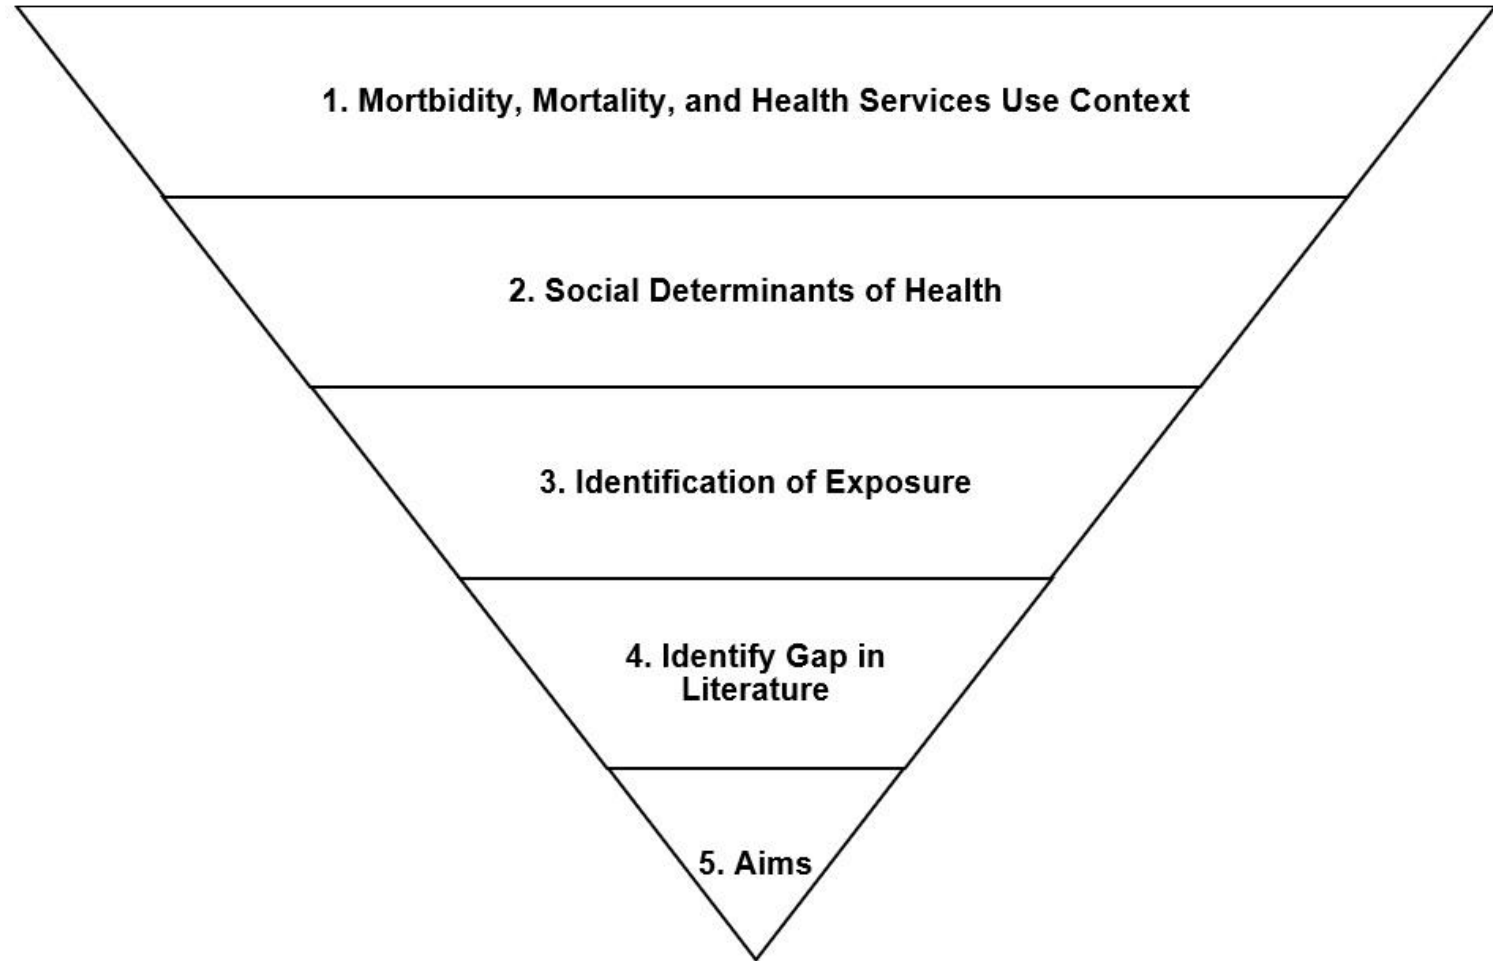 1. Mortbidity, Mortality, and Health Services Use Context
2. Social Determinants of Health
3. Identification of Exposure
4. Identify Gap in
Literature
5. Aims